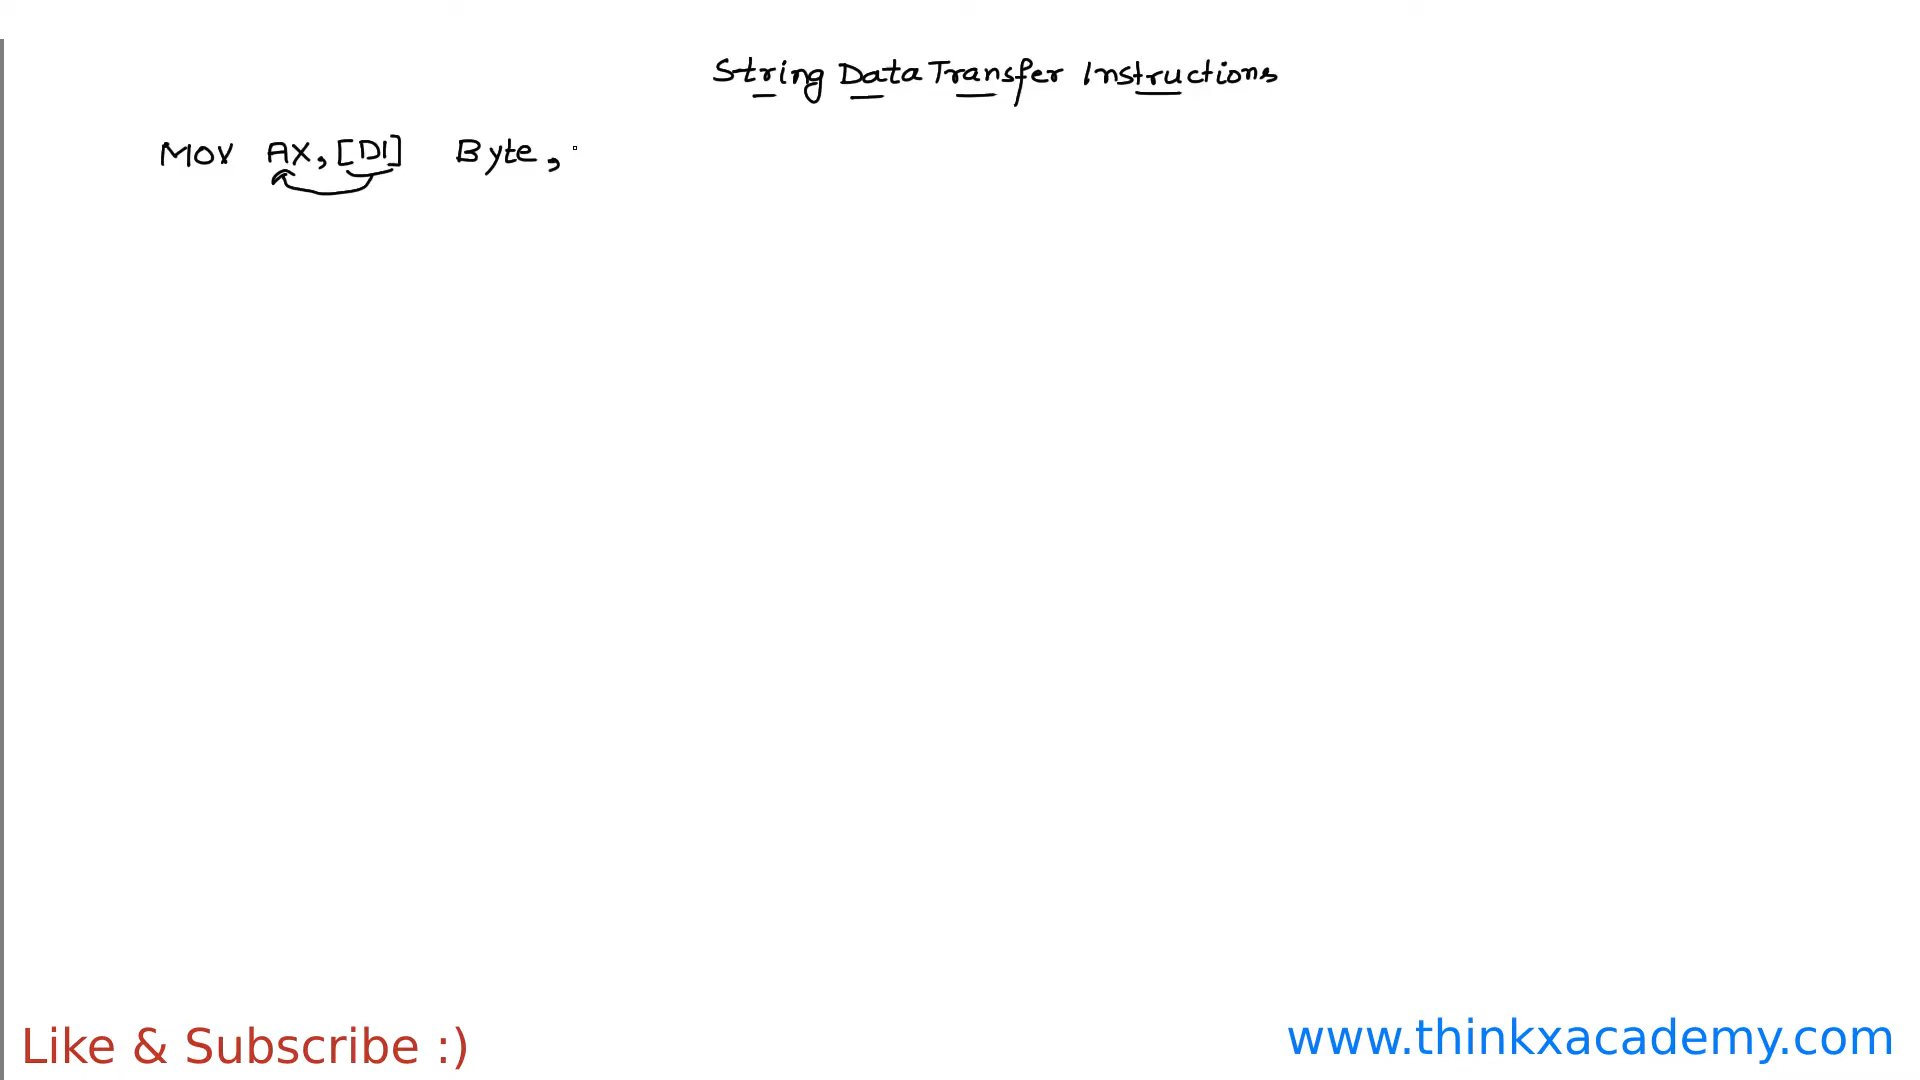 String Data Transfer Instructions
MOV AX, [DI] Byte,
Like & Subscribe :)
www.thinkxacademy.com